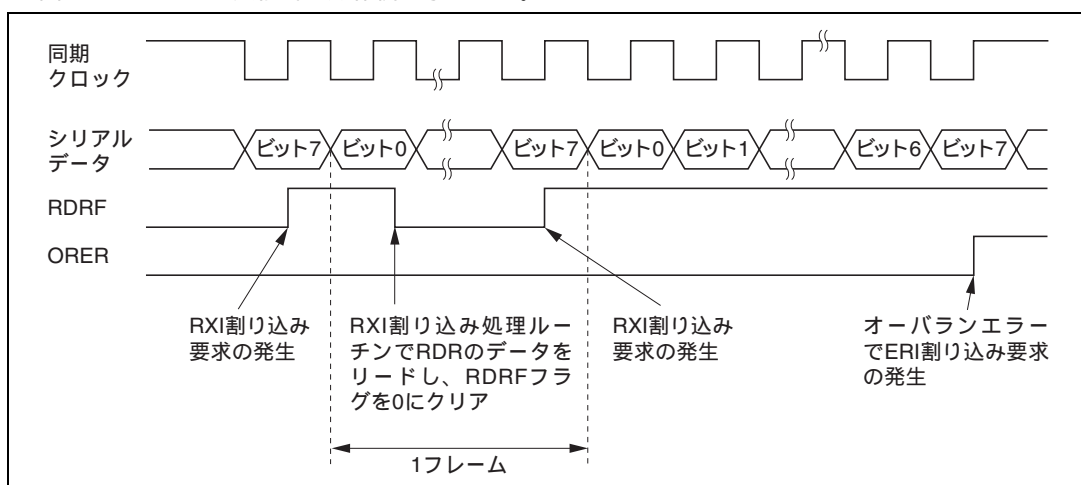 同期
クロック
シリアル
データ
ビット7 ビット0 ビット7 ビット0 ビット1 ビット6 ビット7
RDRF
ORER
RXI割り込み
要求の発生
RXI割り込み処理ルー
チンでRDRのデータを
リードし、RDRFフラ
グを0にクリア
RXI割り込み
要求の発生
オーバランエラー
でERI割り込み要求
の発生
1フレーム